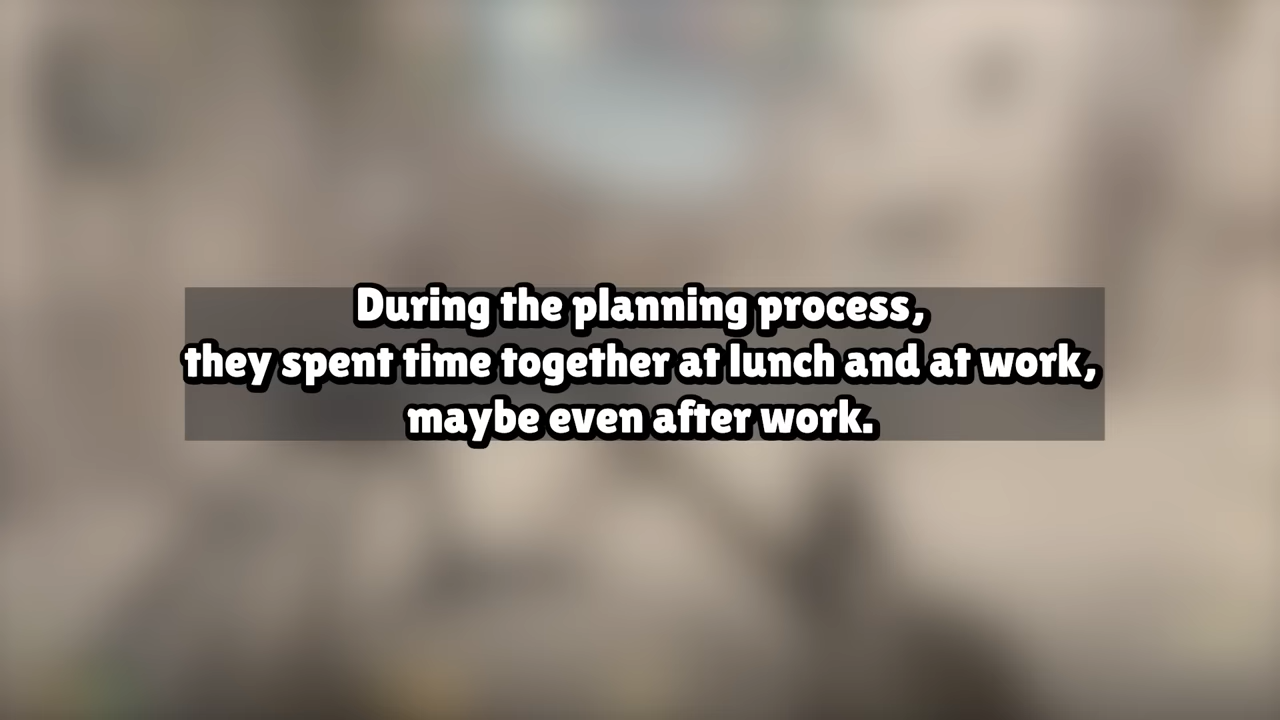 During the planning process,
they spent time together at lunch and at work,
maybe even after work.